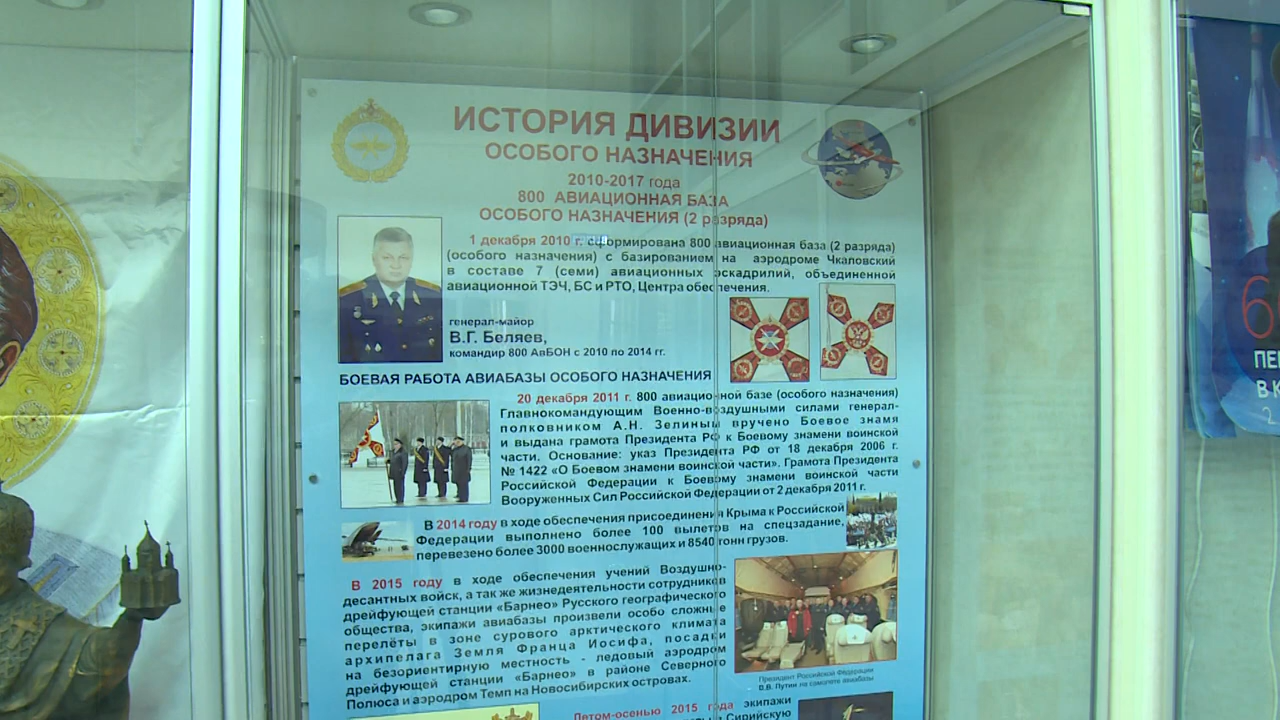 ИСТОРИЯ ДИВИЗИИ
ОСОБОГО НАЗНАЧЕНИЯ
2010-2017 года
800 АВИАЦИОННАЯ БАЗА
ОСОБОГО НАЗНАЧЕНИЯ (2 разряда)
1 декабря 2010 г. сформирована 800 авиационная база (2 разряда)
(особого назначения) с базированием на аэродроме Чкаловский
в составе 7 (семи) авиационных эскадрилий, объединенной
авиационной ТЭЧ, БС и РТО, Центра обеспечения.
генерал-майор
В.Г. Беляев,
командир 800 АвБОН с 2010 по 2014 гг.
БОЕВАЯ РАБОТА АВИАБАЗЫ ОСОБОГО НАЗНАЧЕНИЯ
20 декабря 2011 г. 800 авиационной базе (особого назначения)
Главнокомандующим Военно-воздушными силами генерал-
полковником А.Н. Зелиным вручено Боевое знамя
и выдана грамота Президента РФ к Боевому знамени воинской
части. Основание: указ Президента РФ от 18 декабря 2006 г.
№ 1422 «О Боевом знамени воинской части». Грамота Президента
Российской Федерации к Боевому знамени воинской части
Вооруженных Сил Российской Федерации от 2 декабря 2011 г.
В 2014 году в ходе обеспечения присоединения Крыма к Российской
Федерации выполнено более 100 вылетов на спецзадание,
перевезено более 3000 военнослужащих и 8540 тонн грузов.
В 2015 году в ходе обеспечения учений Воздушно-
десантных войск, а так же жизнедеятельности сотрудников
дрейфующей станции «Барнео» Русского географического
общества, экипажи авиабазы произвели особо сложные
перелёты в зоне сурового арктического климата
архипелага Земля Франца Иосифа, посадки
на безориентирную местность - ледовый аэродром
дрейфующей станции «Барнео» в районе Северного
Полюса и аэродром Темп на Новосибирских островах.
Президент Российской Федерации
В.В. Путин на самолете авиабазы
Летом-осенью 2015 года экипажи
Сирийскую
6
ПЕ
В К
2